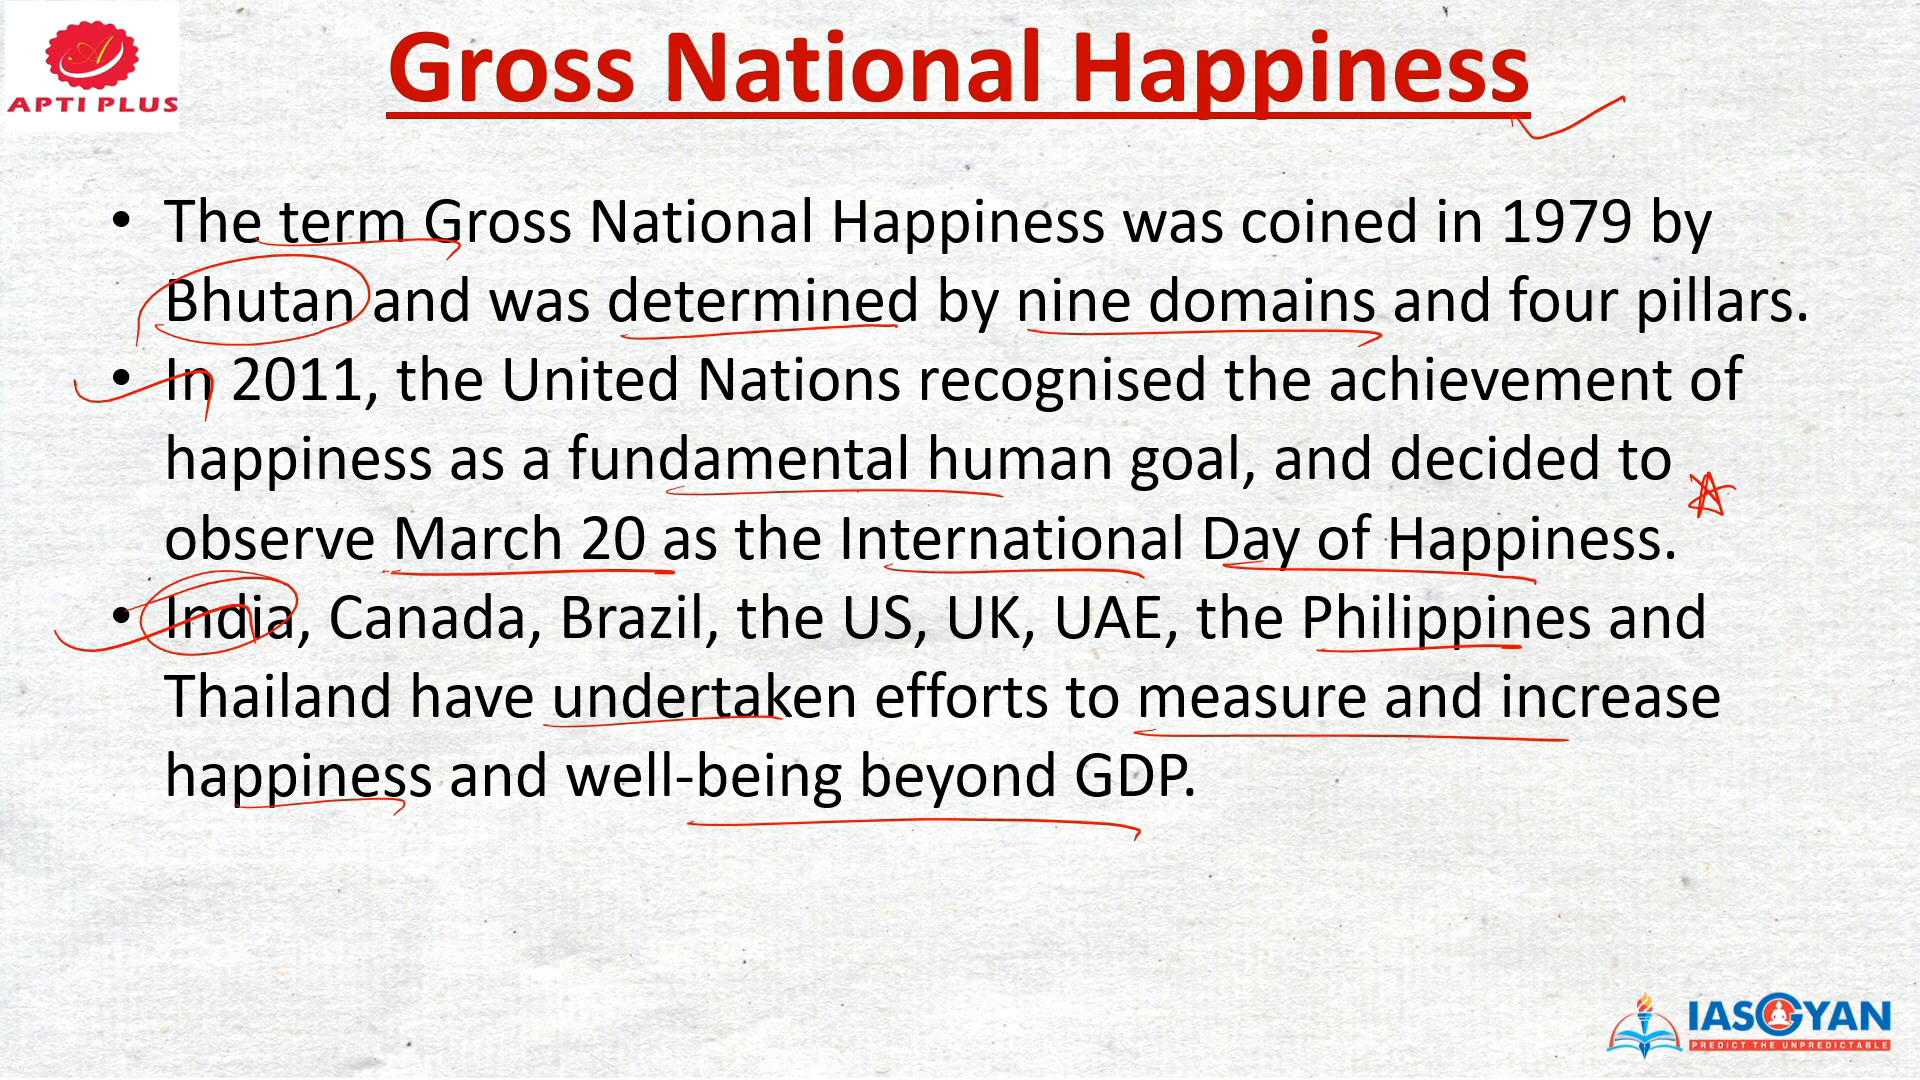 APTI PLUS
Gross National Happiness
• The term Gross National Happiness was coined in 1979 by
Bhutan and was determined by nine domains and four pillars.
• In 2011, the United Nations recognised the achievement of
happiness as a fundamental human goal, and decided to
observe March 20 as the International Day of Happiness.
• India, Canada, Brazil, the US, UK, UAE, the Philippines and
Thailand have undertaken efforts to measure and increase
happiness and well-being beyond GDP.
IASGYAN
PREDICT THE UNPREDICTABLE